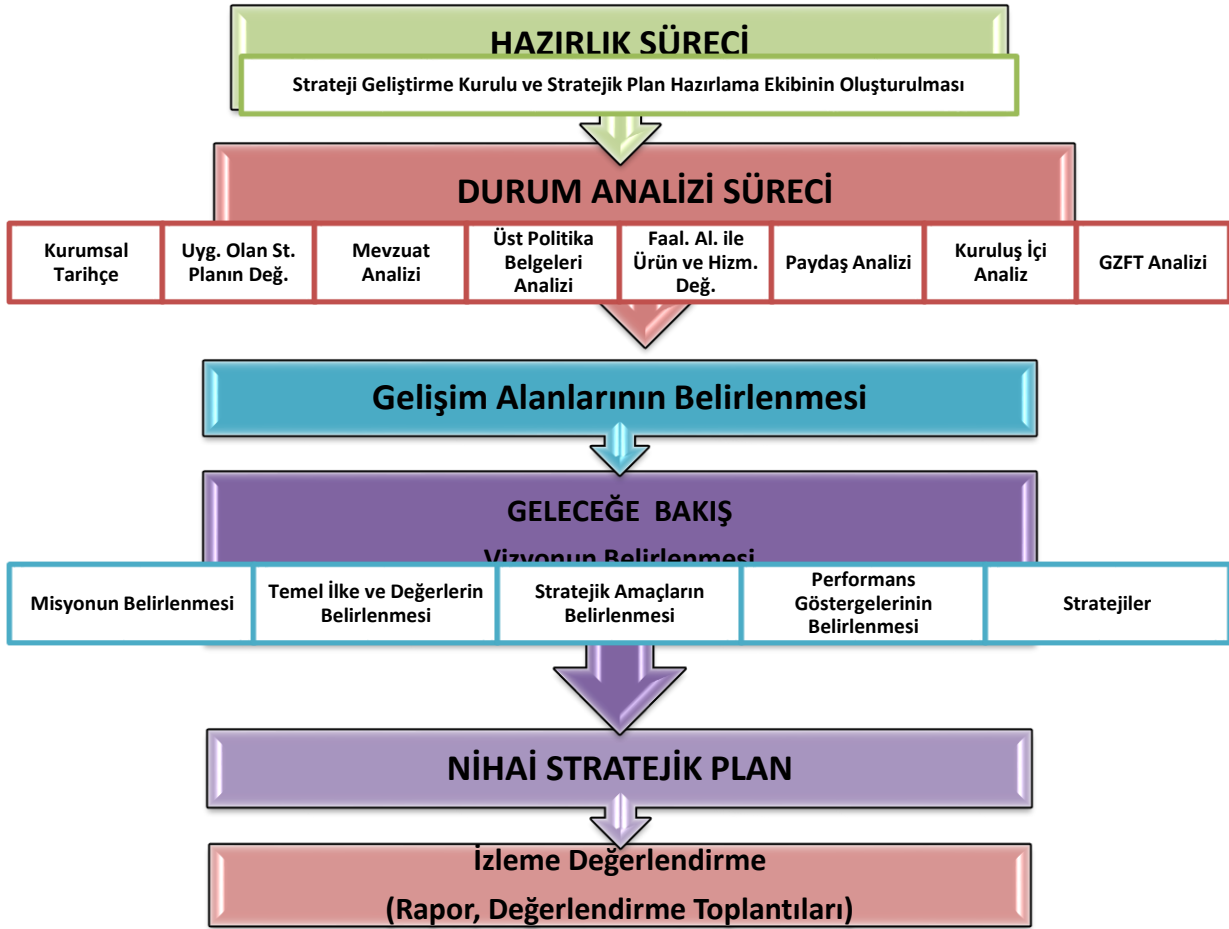 HAZIRLIK SÜRECİ
Strateji Geliştirme Kurulu ve Stratejik Plan Hazırlama Ekibinin Oluşturulması
DURUM ANALİZİ SÜRECİ
Kurumsal
Tarihçe
Uyg. Olan St.
Planın Değ.
Mevzuat
Analizi
Üst Politika
Belgeleri
Analizi
Faal. Al. ile
Ürün ve Hizm.
Değ.
Paydaş Analizi
Kuruluş İçi
Analiz
GZFT Analizi
Gelişim Alanlarının Belirlenmesi
GELECEĞE BAKIŞ
Vizyonun Belirlenmesi
Misyonun Belirlenmesi
Temel İlke ve Değerlerin
Belirlenmesi
Stratejik Amaçların
Belirlenmesi
Performans
Göstergelerinin
Belirlenmesi
Stratejiler
NİHAİ STRATEJİK PLAN
İzleme Değerlendirme
(Rapor, Değerlendirme Toplantıları)